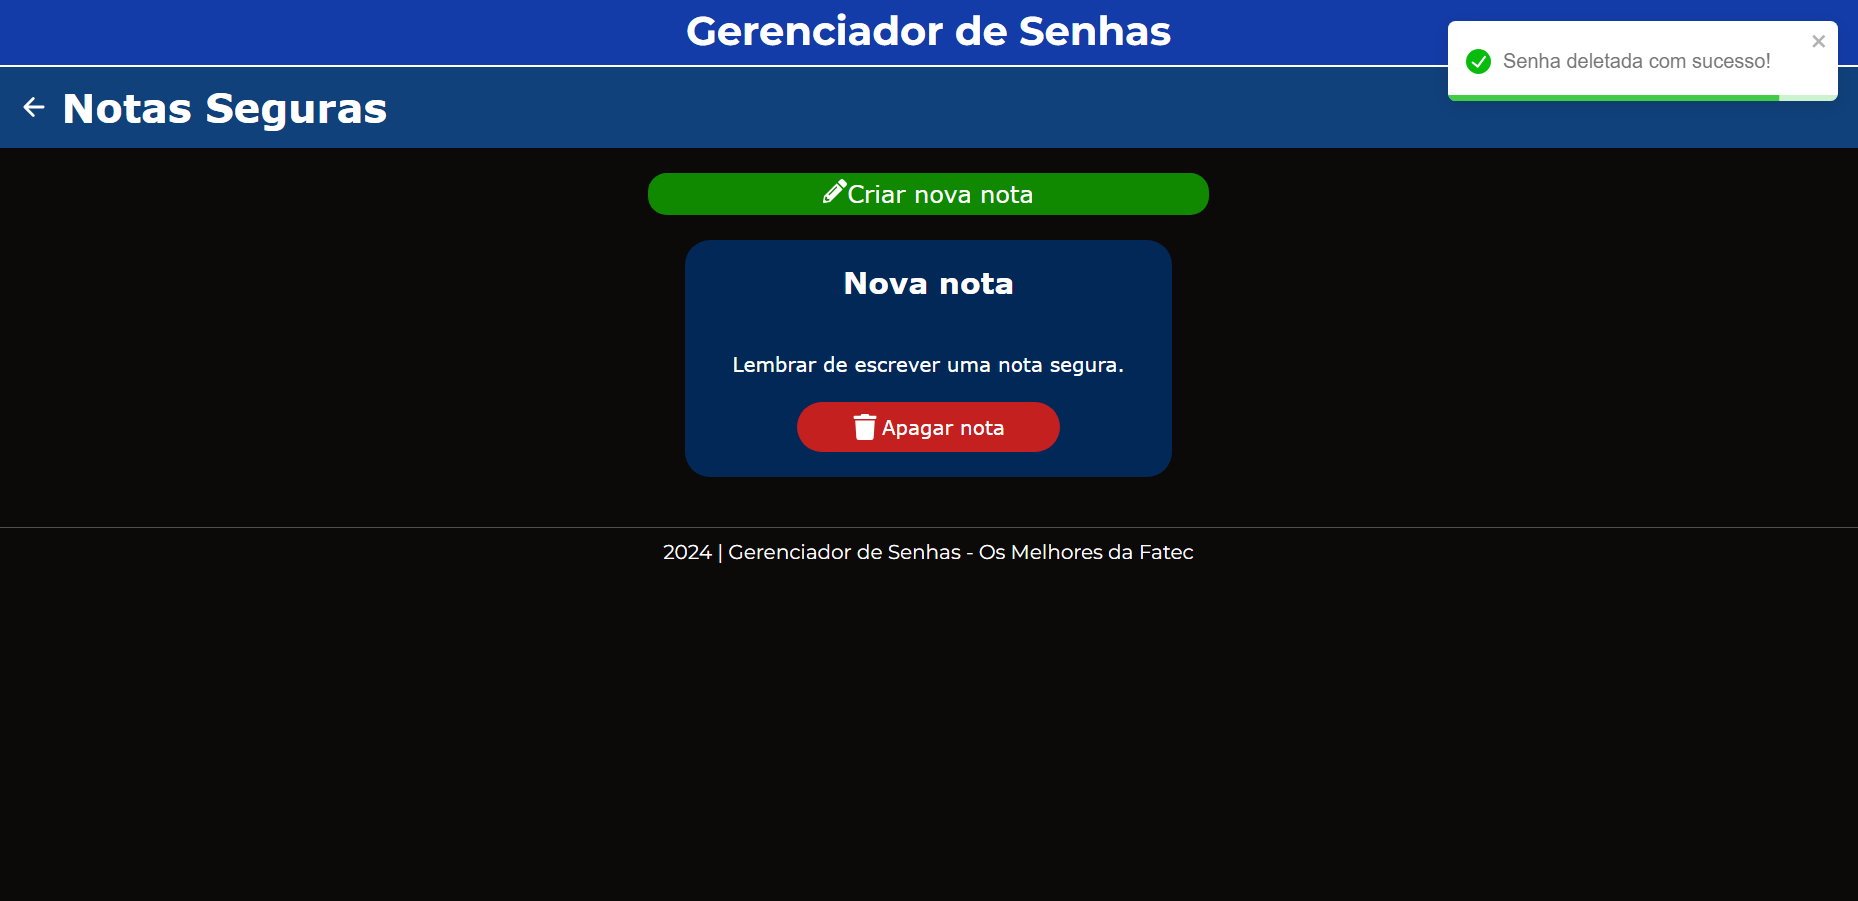 Gerenciador de Senhas
Senha deletada com sucesso!
Notas Seguras
Criar nova nota
Nova nota
Lembrar de escrever uma nota segura.
Apagar nota
2024 | Gerenciador de Senhas - Os Melhores da Fatec